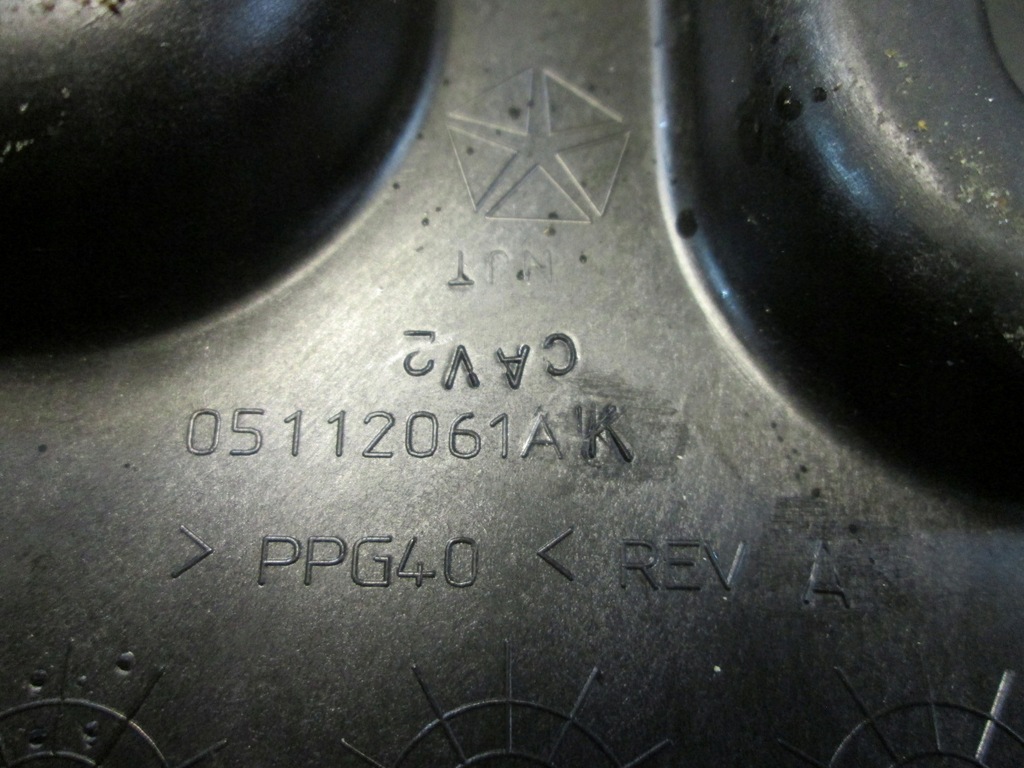 CAV2
05112061AK
> PPG40 < REV A